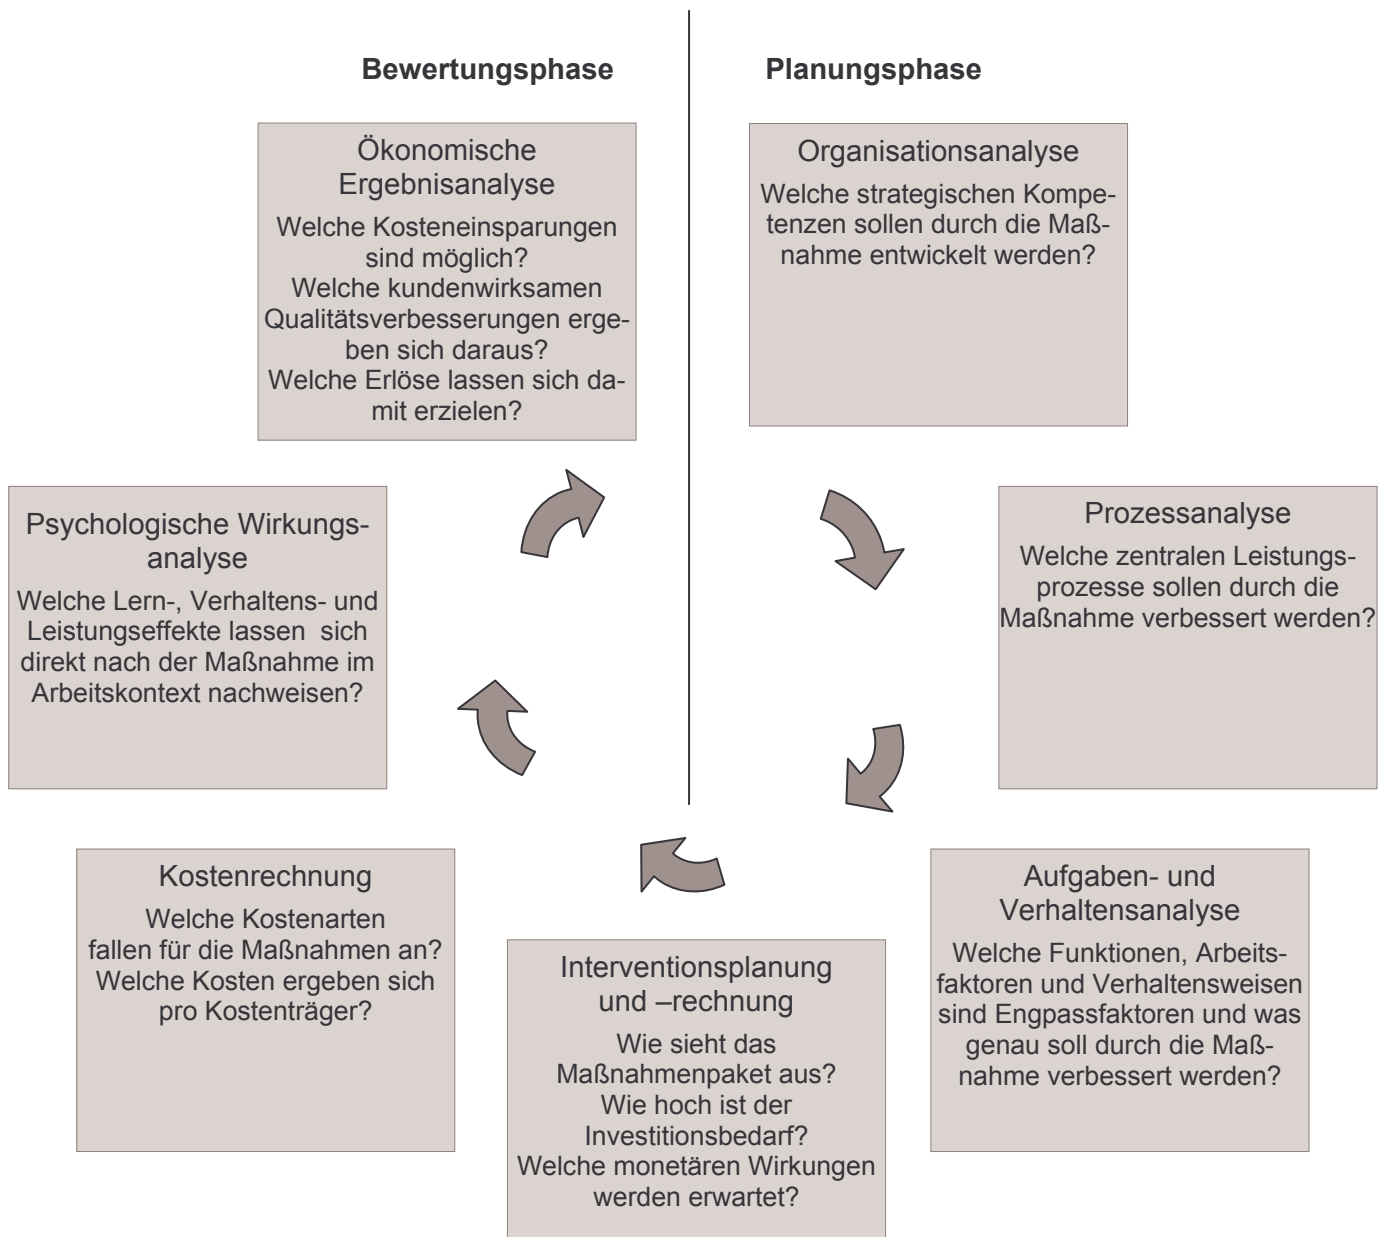 Bewertungsphase
Planungsphase
Organisationsanalyse
Welche strategischen Kompe-
tenzen sollen durch die Maß-
nahme entwickelt werden?
Prozessanalyse
Welche zentralen Leistungs-
prozesse sollen durch die
Maßnahme verbessert werden?
Aufgaben- und
Verhaltensanalyse
Welche Funktionen, Arbeits-
faktoren und Verhaltensweisen
sind Engpassfaktoren und was
genau soll durch die Maß-
nahme verbessert werden?
Interventionsplanung
und –rechnung
Wie sieht das
Maßnahmenpaket aus?
Wie hoch ist der
Investitionsbedarf?
Welche monetären Wirkungen
werden erwartet?
Kostenrechnung
Welche Kostenarten
fallen für die Maßnahmen an?
Welche Kosten ergeben sich
pro Kostenträger?
Psychologische Wirkungs-
analyse
Welche Lern-, Verhaltens- und
Leistungseffekte lassen  sich
direkt nach der Maßnahme im
Arbeitskontext nachweisen?
Ökonomische
Ergebnisanalyse
Welche Kosteneinsparungen
sind möglich?
Welche kundenwirksamen
Qualitätsverbesserungen erge-
ben sich daraus?
Welche Erlöse lassen sich da-
mit erzielen?